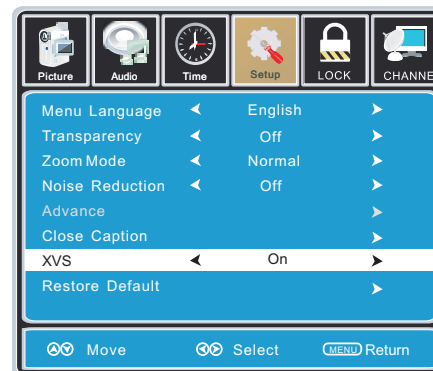 Picture Audio Time Setup LOCK CHANNE
Menu Language English
Transparency Off
Zoom Mode Normal
Noise Reduction Off
Advance
Close Caption
XVS On
Restore Default
Move Select MENU Return